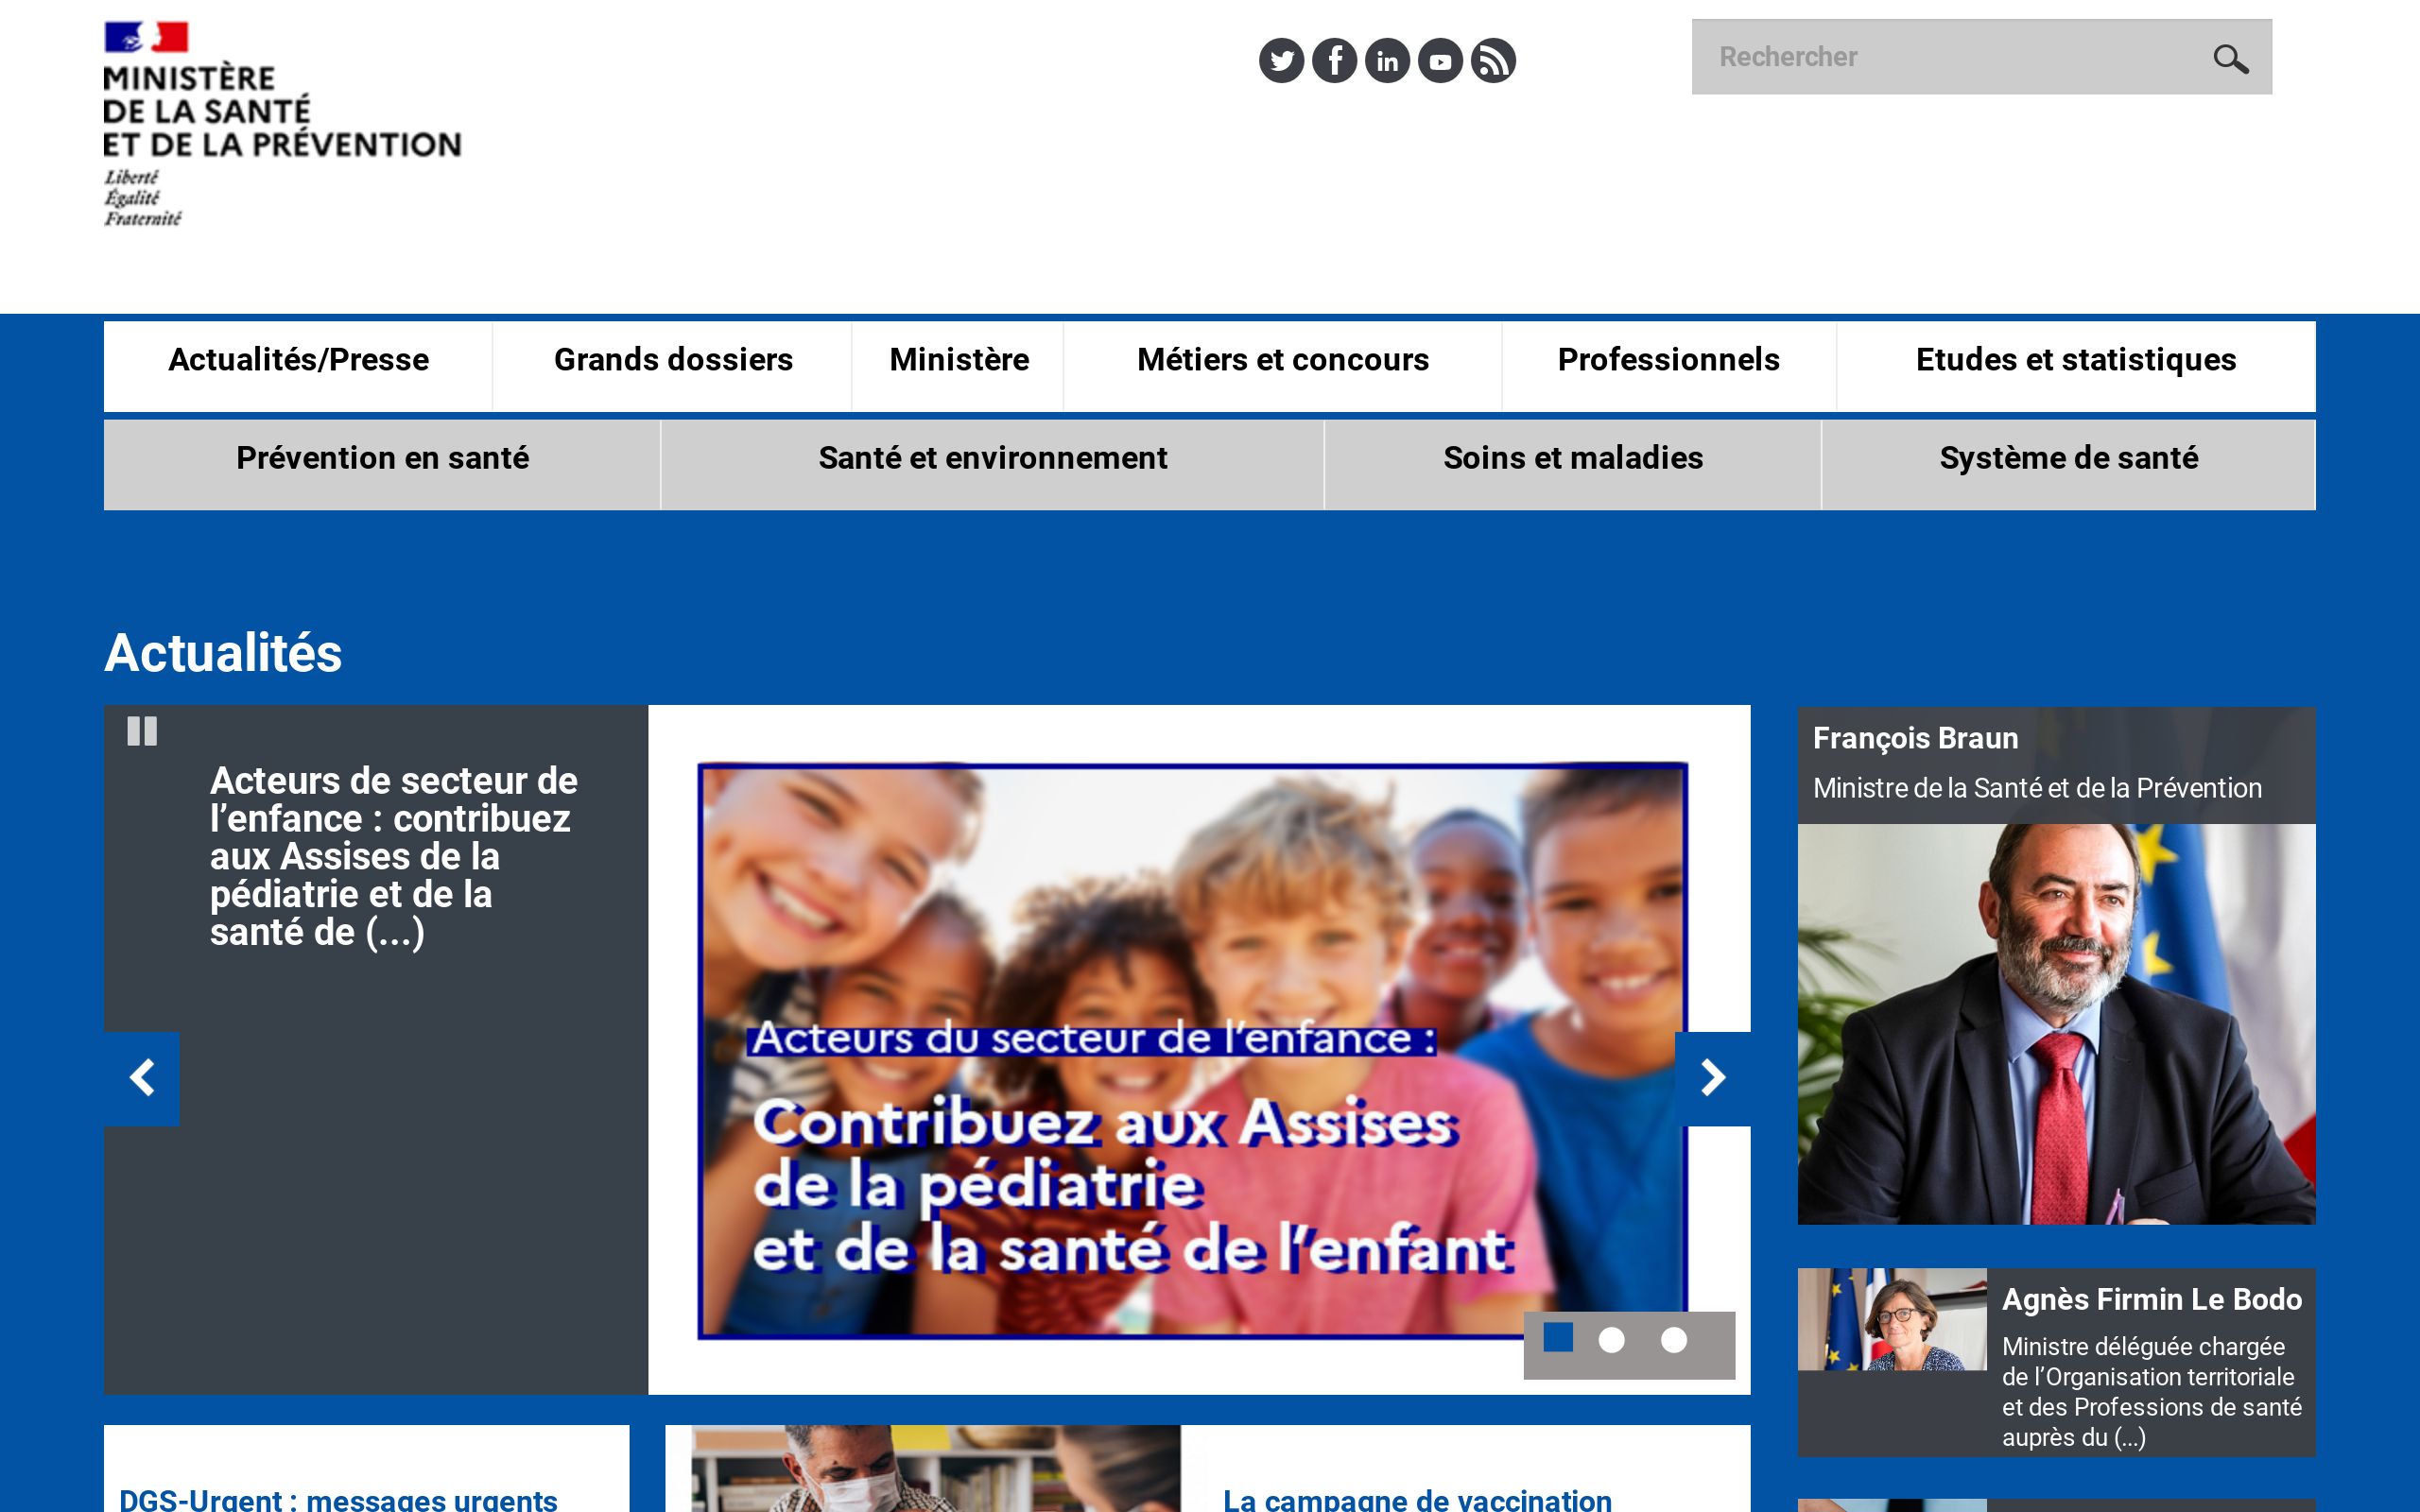 MINISTÈRE
DE LA SANTÉ
ET DE LA PRÉVENTION
Liberté
Égalité
Fraternité
Rechercher
Actualités/Presse
Grands dossiers
Ministère
Métiers et concours
Professionnels
Etudes et statistiques
Prévention en santé
Santé et environnement
Soins et maladies
Système de santé
Actualités
Acteurs de secteur de
l’enfance : contribuez
aux Assises de la
pédiatrie et de la
santé de (...)
Acteurs du secteur de l’enfance :
Contribuez aux Assises
de la pédiatrie
et de la santé de l’enfant
François Braun
Ministre de la Santé et de la Prévention
Agnès Firmin Le Bodo
Ministre déléguée chargée
de l’Organisation territoriale
et des Professions de santé
auprès du (...)
DGS-Urgent : messages urgents
La campagne de vaccination